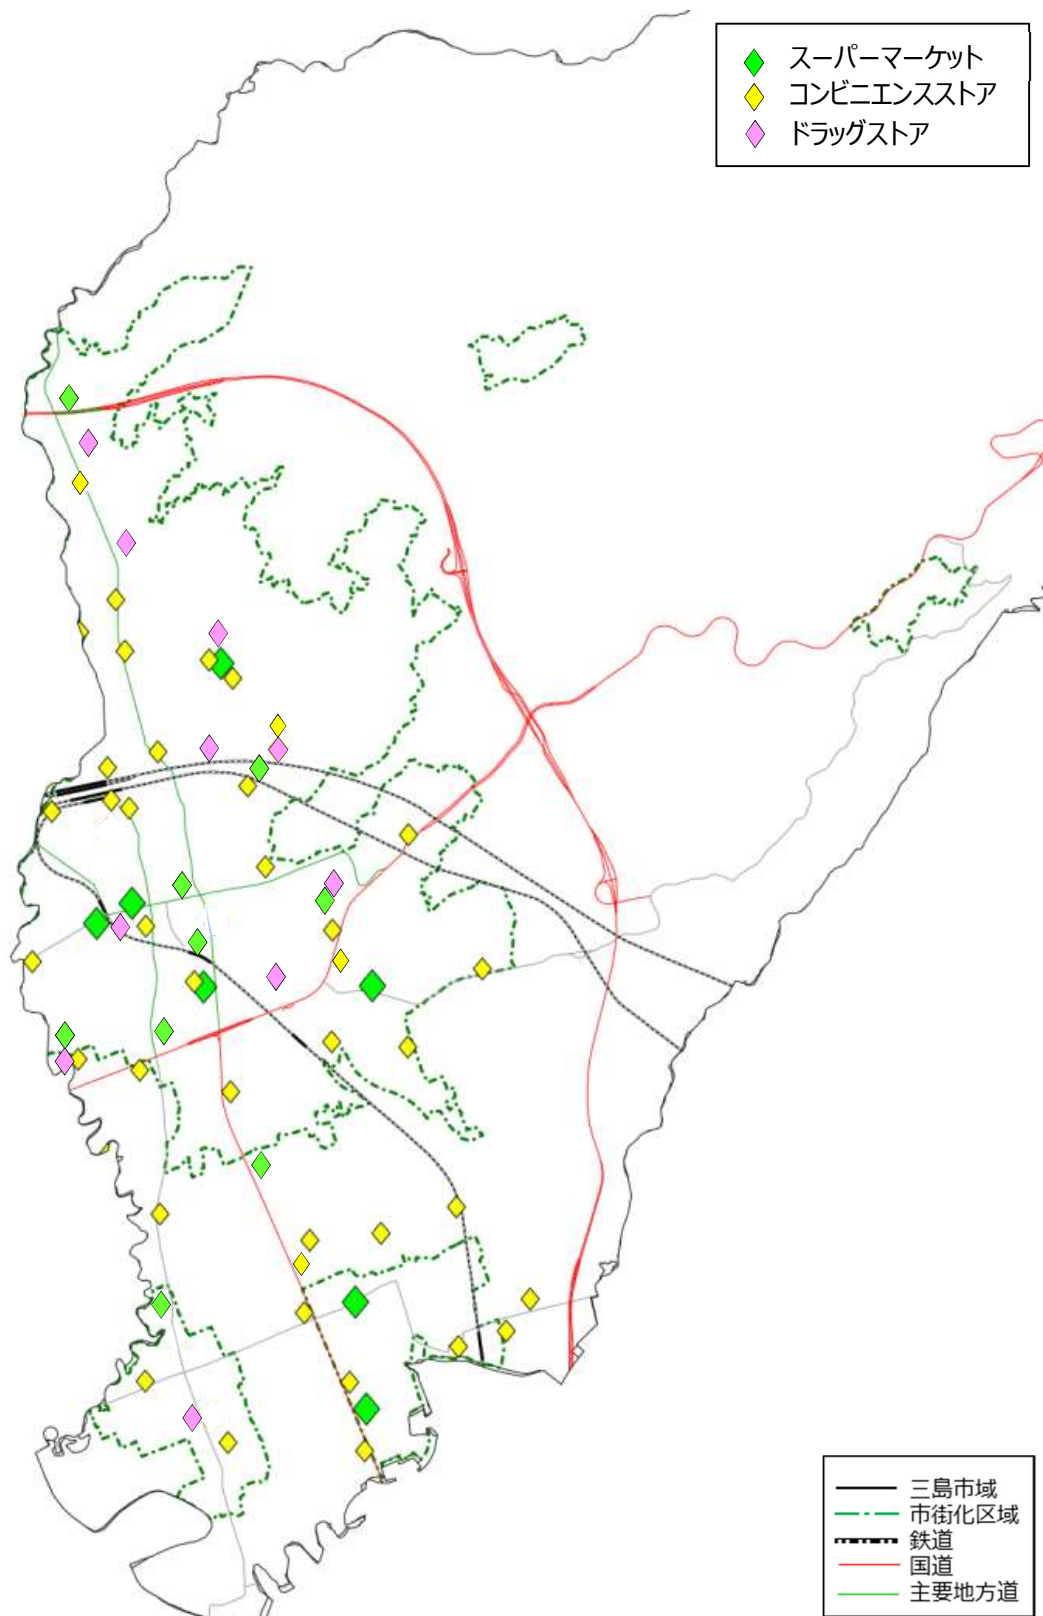 スーパーマーケット
コンビニエンスストア
ドラッグストア
三島市域
市街化区域
鉄道
国道
主要地方道